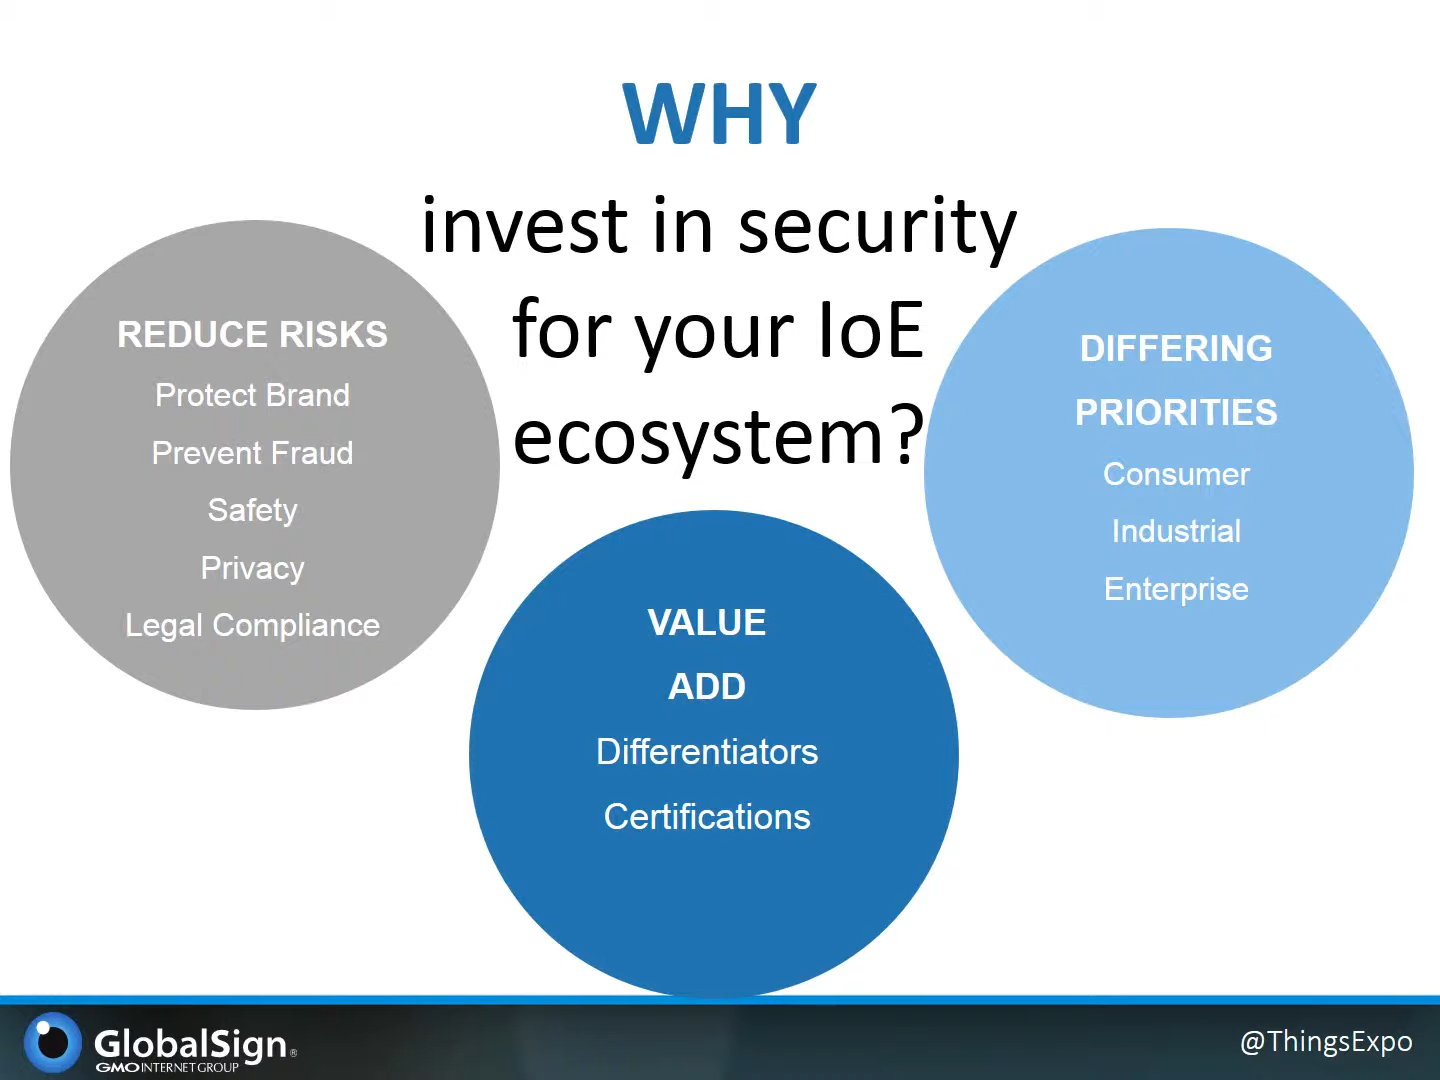 WHY
invest in security
for your IoE
ecosystem?
REDUCE RISKS
Protect Brand
Prevent Fraud
Safety
Privacy
Legal Compliance
VALUE
ADD
Differentiators
Certifications
DIFFERING
PRIORITIES
Consumer
Industrial
Enterprise
GlobalSign®
GMO INTERNET GROUP
@ThingsExpo